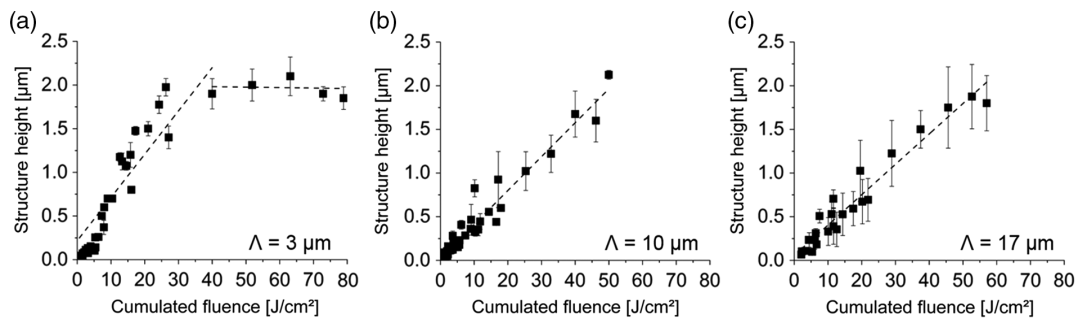 (a)
Structure height [µm]
2.5
2.0
1.5
1.0
0.5
0.0
0 10 20 30 40 50 60 70 80
Cumulated fluence [J/cm²]
Λ = 3 µm
(b)
Structure height [µm]
2.5
2.0
1.5
1.0
0.5
0.0
0 10 20 30 40 50 60 70 80
Cumulated fluence [J/cm²]
Λ = 10 µm
(c)
Structure height [µm]
2.5
2.0
1.5
1.0
0.5
0.0
0 10 20 30 40 50 60 70 80
Cumulated fluence [J/cm²]
Λ = 17 µm